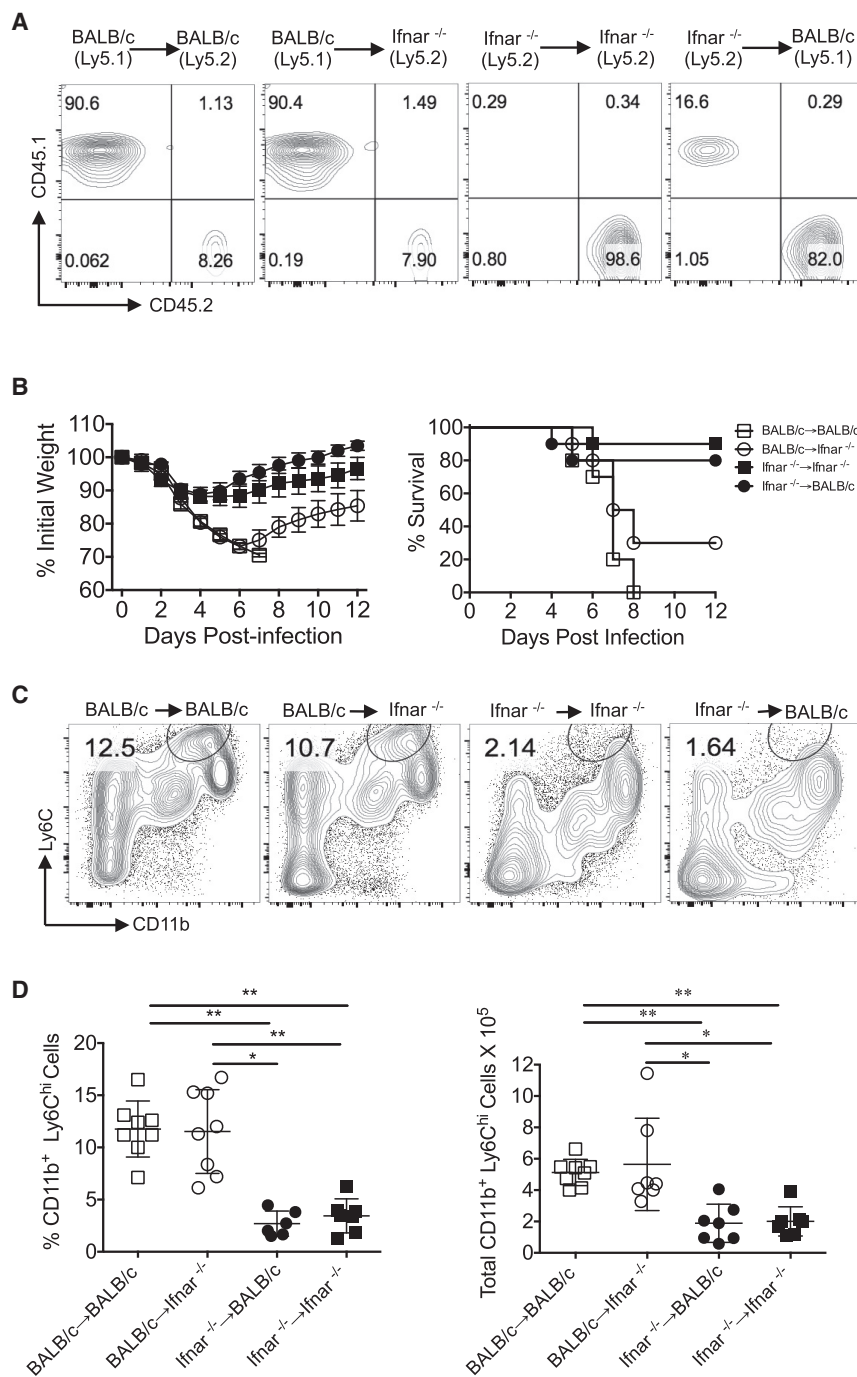 A
BALB/c → BALB/c BALB/c → Ifnar -/- Ifnar -/- → Ifnar -/- Ifnar -/- → BALB/c
(Ly5.1) (Ly5.2) (Ly5.1) (Ly5.2) (Ly5.2) (Ly5.2) (Ly5.2) (Ly5.1)
90.6 1.13 90.4 1.49 0.29 0.34 16.6 0.29
CD45.1
0.062 8.26 0.19 7.90 0.80 98.6 1.05 82.0
CD45.2
B
% Initial Weight
110
100
90
80
70
60
0 2 4 6 8 10 12
Days Post-infection
% Survival
100
80
60
40
20
0
0 2 4 6 8 10 12
Days Post Infection
BALB/c→BALB/c
BALB/c→Ifnar -/-
Ifnar -/-→Ifnar -/-
Ifnar -/-→BALB/c
C
BALB/c → BALB/c BALB/c → Ifnar -/- Ifnar -/- → Ifnar -/- Ifnar -/- → BALB/c
12.5 10.7 2.14 1.64
Ly6C
CD11b
D
% CD11b+ Ly6Chi Cells
**
**
**
*
20
15
10
5
0
BALB/c→BALB/c
BALB/c→Ifnar -/-
Ifnar -/-→BALB/c
Ifnar -/-→Ifnar -/-
Total CD11b+ Ly6Chi Cells X 10⁵
**
**
*
*
12
10
8
6
4
2
0
BALB/c→BALB/c
BALB/c→Ifnar -/-
Ifnar -/-→BALB/c
Ifnar -/-→Ifnar -/-